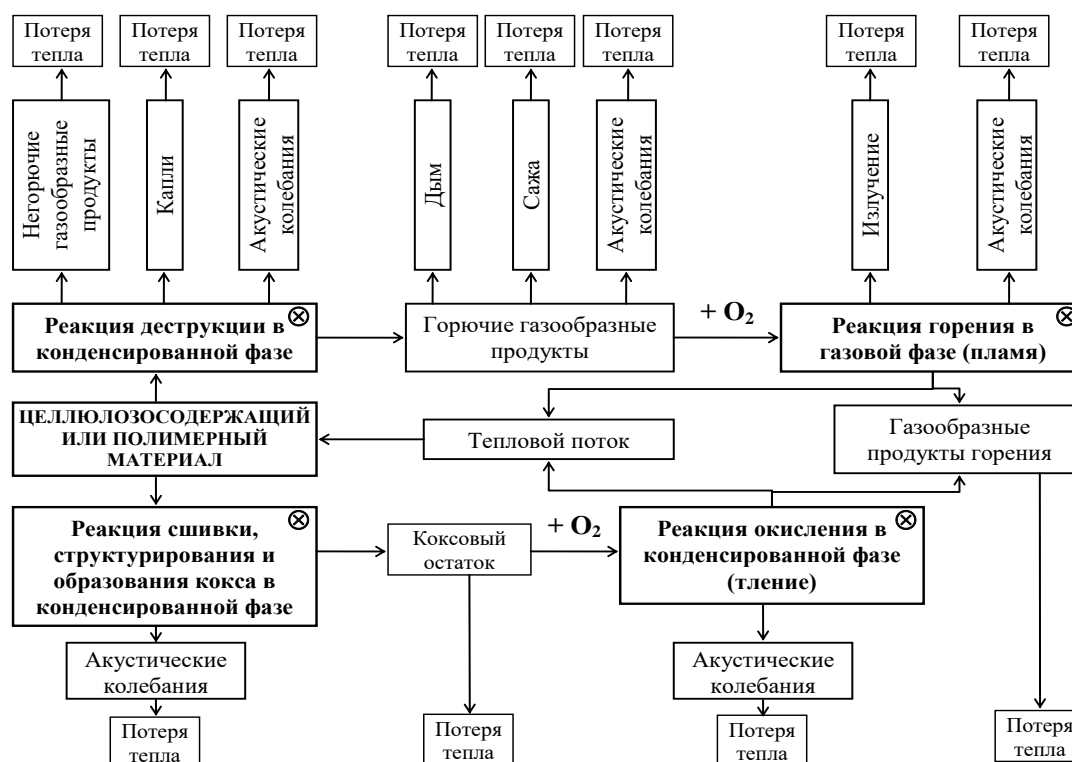 Потеря
тепла
Потеря
тепла
Потеря
тепла
Потеря
тепла
Потеря
тепла
Потеря
тепла
Потеря
тепла
Потеря
тепла
Негорючие
газообразные
продукты
Капли
Акустические
колебания
Дым
Сажа
Акустические
колебания
Излучение
Акустические
колебания
Реакция деструкции в
конденсированной фазе
Горючие газообразные
продукты
+ O₂
Реакция горения в
газовой фазе (пламя)
ЦЕЛЛЮЛОЗОСОДЕРЖАЩИЙ
ИЛИ ПОЛИМЕРНЫЙ
МАТЕРИАЛ
Тепловой поток
Газообразные
продукты горения
Реакция сшивки,
структурирования и
образования кокса в
конденсированной фазе
Коксовый
остаток
+ O₂
Реакция окисления в
конденсированной фазе
(тление)
Акустические
колебания
Акустические
колебания
Потеря
тепла
Потеря
тепла
Потеря
тепла
Потеря
тепла